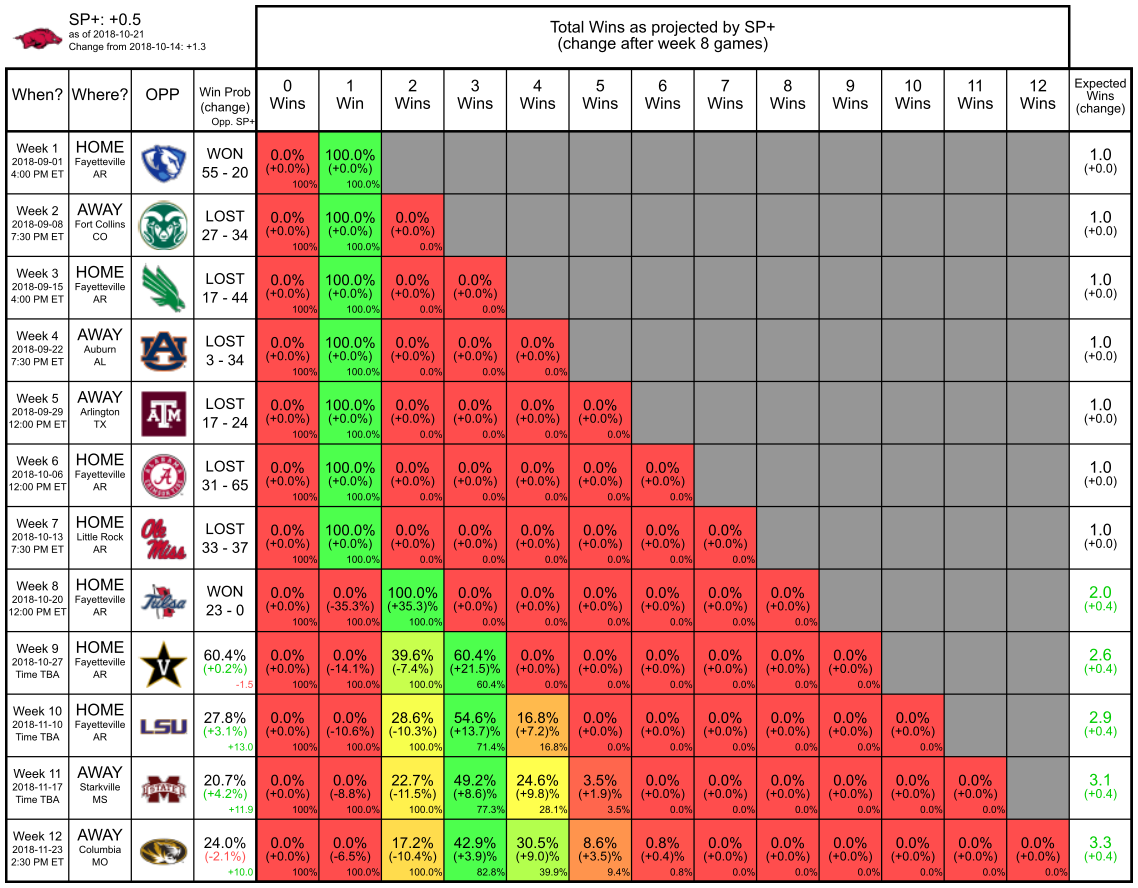 SP+: +0.5
as of 2018-10-21
Change from 2018-10-14: +1.3
Total Wins as projected by SP+
(change after week 8 games)
When? Where? OPP Win Prob (change) Opp. SP+ 0 Wins 1 Win 2 Wins 3 Wins 4 Wins 5 Wins 6 Wins 7 Wins 8 Wins 9 Wins 10 Wins 11 Wins 12 Wins Expected Wins (change)
Week 1 HOME WON 0.0% 100.0% 1.0
2018-09-01 Fayetteville 55 - 20 (+0.0%) (+0.0%) (+0.0)
4:00 PM ET AR 100% 100.0%
Week 2 AWAY LOST 0.0% 100.0% 0.0% 1.0
2018-09-08 Fort Collins 27 - 34 (+0.0%) (+0.0%) (+0.0%) (+0.0)
7:30 PM ET CO 100% 100.0% 0.0%
Week 3 HOME LOST 0.0% 100.0% 0.0% 0.0% 1.0
2018-09-15 Fayetteville 17 - 44 (+0.0%) (+0.0%) (+0.0%) (+0.0%) (+0.0)
4:00 PM ET AR 100% 100.0% 0.0% 0.0%
Week 4 AWAY LOST 0.0% 100.0% 0.0% 0.0% 0.0% 1.0
2018-09-22 Auburn 3 - 34 (+0.0%) (+0.0%) (+0.0%) (+0.0%) (+0.0%) (+0.0)
7:30 PM ET AL 100% 100.0% 0.0% 0.0% 0.0%
Week 5 AWAY ATM LOST 0.0% 100.0% 0.0% 0.0% 0.0% 0.0% 1.0
2018-09-29 Arlington 17 - 24 (+0.0%) (+0.0%) (+0.0%) (+0.0%) (+0.0%) (+0.0%) (+0.0)
12:00 PM ET TX 100% 100.0% 0.0% 0.0% 0.0% 0.0%
Week 6 HOME ALABAMA A LOST 0.0% 100.0% 0.0% 0.0% 0.0% 0.0% 0.0% 1.0
2018-10-06 Fayetteville 31 - 65 (+0.0%) (+0.0%) (+0.0%) (+0.0%) (+0.0%) (+0.0%) (+0.0%) (+0.0)
12:00 PM ET AR 100% 100.0% 0.0% 0.0% 0.0% 0.0% 0.0%
Week 7 HOME Ole Miss LOST 0.0% 100.0% 0.0% 0.0% 0.0% 0.0% 0.0% 0.0% 1.0
2018-10-13 Little Rock 33 - 37 (+0.0%) (+0.0%) (+0.0%) (+0.0%) (+0.0%) (+0.0%) (+0.0%) (+0.0%) (+0.0)
7:30 PM ET AR 100% 100.0% 0.0% 0.0% 0.0% 0.0% 0.0% 0.0%
Week 8 HOME Tulsa WON 0.0% 0.0% 100.0% 0.0% 0.0% 0.0% 0.0% 0.0% 0.0% 2.0
2018-10-20 Fayetteville 23 - 0 (+0.0%) (-35.3%) (+35.3)% (+0.0%) (+0.0%) (+0.0%) (+0.0%) (+0.0%) (+0.0%) (+0.4)
12:00 PM ET AR 100% 100% 100.0% 0.0% 0.0% 0.0% 0.0% 0.0% 0.0%
Week 9 HOME V 60.4% 0.0% 0.0% 39.6% 60.4% 0.0% 0.0% 0.0% 0.0% 0.0% 0.0% 2.6
2018-10-27 Fayetteville (+0.2%) (+0.0%) (-14.1%) (-7.4%) (+21.5)% (+0.0%) (+0.0%) (+0.0%) (+0.0%) (+0.0%) (+0.0%) (+0.4)
Time TBA AR -1.5 100% 100.0% 100.0% 60.4% 0.0% 0.0% 0.0% 0.0% 0.0% 0.0%
Week 10 HOME LSU 27.8% 0.0% 0.0% 28.6% 54.6% 16.8% 0.0% 0.0% 0.0% 0.0% 0.0% 0.0% 2.9
2018-11-10 Fayetteville (+3.1%) (+0.0%) (-10.6%) (-10.3%) (+13.7)% (+7.2)% (+0.0%) (+0.0%) (+0.0%) (+0.0%) (+0.0%) (+0.0%) (+0.4)
Time TBA AR +13.0 100% 100.0% 100.0% 71.4% 16.8% 0.0% 0.0% 0.0% 0.0% 0.0% 0.0%
Week 11 AWAY STATE 20.7% 0.0% 0.0% 22.7% 49.2% 24.6% 3.5% 0.0% 0.0% 0.0% 0.0% 0.0% 0.0% 3.1
2018-11-17 Starkville (+4.2%) (+0.0%) (-8.8%) (-11.5%) (+8.6)% (+9.8)% (+1.9)% (+0.0%) (+0.0%) (+0.0%) (+0.0%) (+0.0%) (+0.0%) (+0.4)
Time TBA MS +11.9 100% 100.0% 100.0% 77.3% 28.1% 3.5% 0.0% 0.0% 0.0% 0.0% 0.0% 0.0%
Week 12 AWAY 24.0% 0.0% 0.0% 17.2% 42.9% 30.5% 8.6% 0.8% 0.0% 0.0% 0.0% 0.0% 0.0% 0.0% 3.3
2018-11-23 Columbia (-2.1%) (+0.0%) (-6.5%) (-10.4%) (+3.9)% (+9.0)% (+3.5)% (+0.4)% (+0.0%) (+0.0%) (+0.0%) (+0.0%) (+0.0%) (+0.0%) (+0.4)
2:30 PM ET MO +10.0 100% 100.0% 100.0% 82.8% 39.9% 9.4% 0.8% 0.0% 0.0% 0.0% 0.0% 0.0% 0.0%